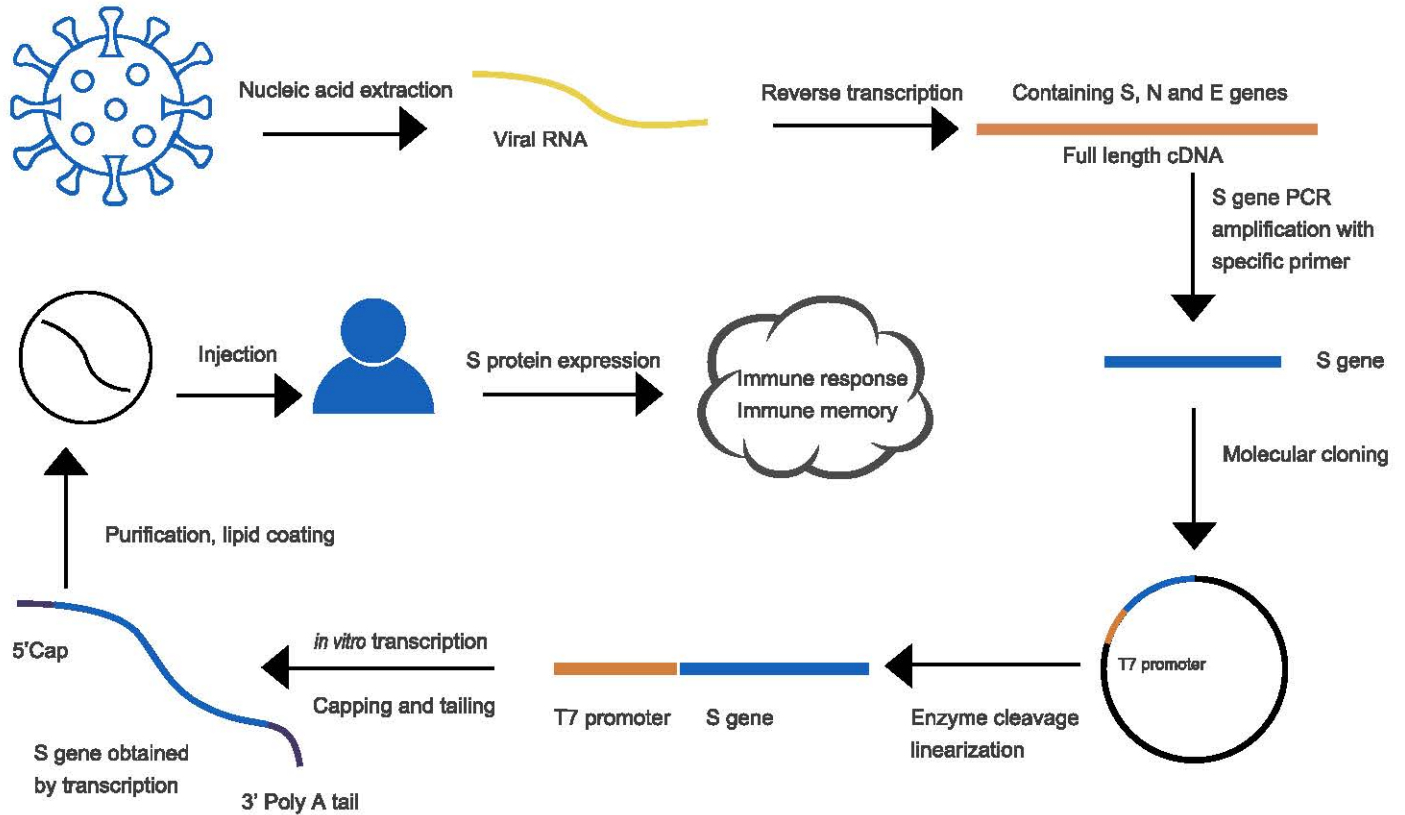 Nucleic acid extraction
Viral RNA
Reverse transcription
Containing S, N and E genes
Full length cDNA
S gene PCR
amplification with
specific primer
S gene
Molecular cloning
T7 promoter
Enzyme cleavage
linearization
T7 promoter
S gene
in vitro transcription
Capping and tailing
5'Cap
S gene obtained
by transcription
3' Poly A tail
Purification, lipid coating
Injection
S protein expression
Immune response
Immune memory